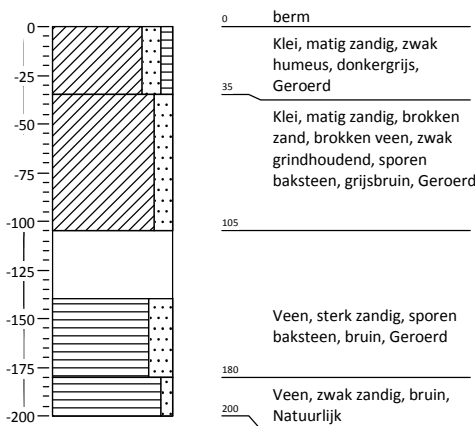 0
-25
-50
-75
-100
-125
-150
-175
-200
0 berm
Klei, matig zandig, zwak
humeus, donkergrijs,
Geroerd
35
Klei, matig zandig, brokken
zand, brokken veen, zwak
grindhoudend, sporen
baksteen, grijsbruin, Geroerd
105
Veen, sterk zandig, sporen
baksteen, bruin, Geroerd
180
Veen, zwak zandig, bruin,
Natuurlijk
200